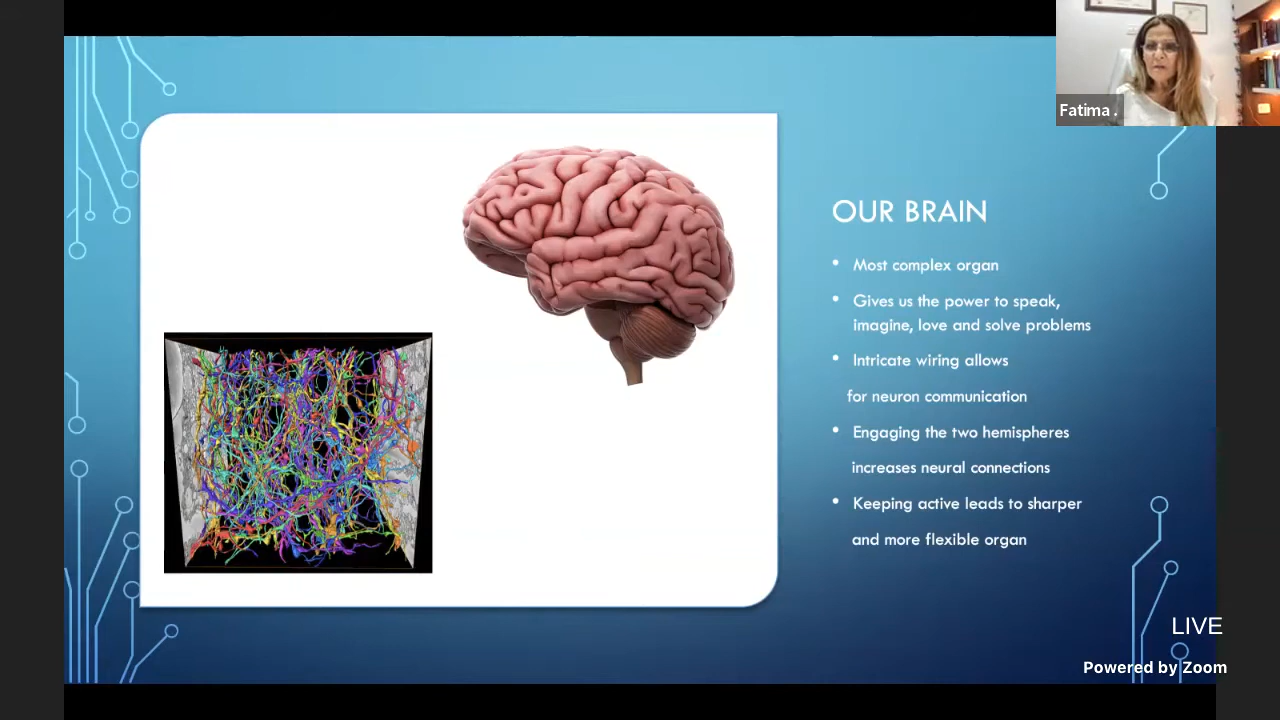 Fatima .
OUR BRAIN
• Most complex organ
• Gives us the power to speak,
imagine, love and solve problems
• Intricate wiring allows
for neuron communication
• Engaging the two hemispheres
increases neural connections
• Keeping active leads to sharper
and more flexible organ
LIVE
Powered by Zoom